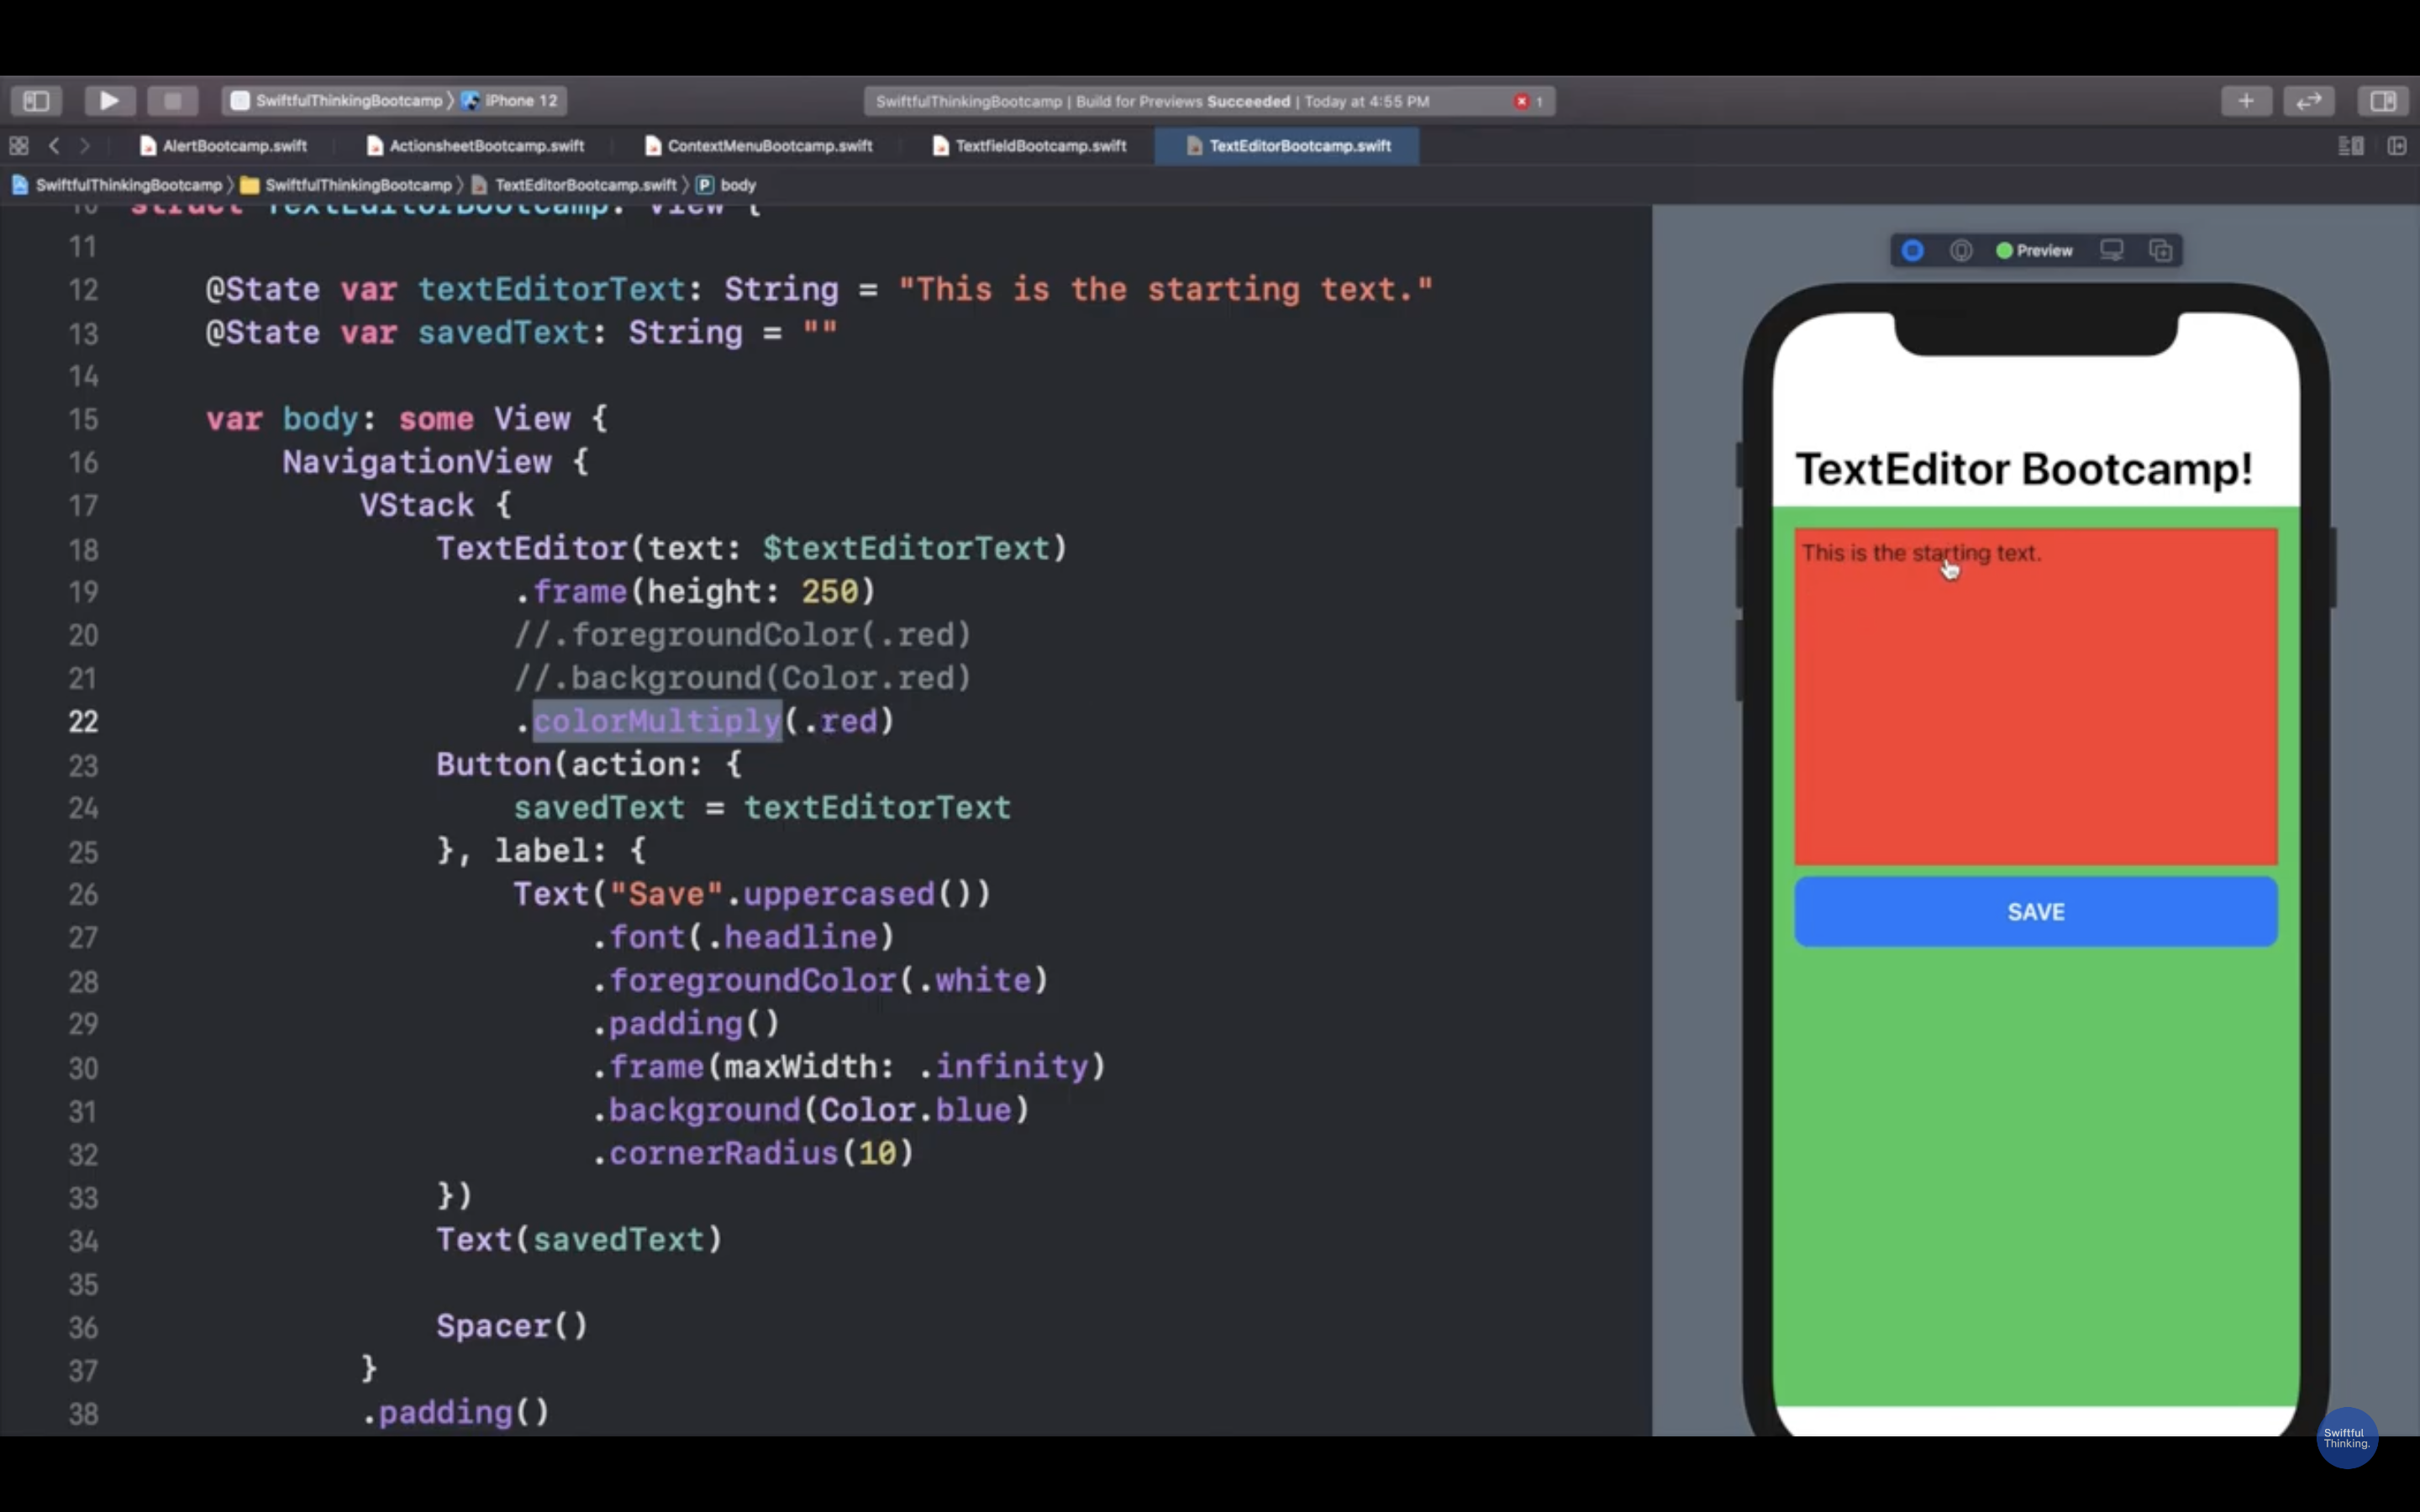 SwiftfulThinkingBootcamp 〉 iPhone 12
SwiftfulThinkingBootcamp | Build for Previews Succeeded | Today at 4:55 PM 1
AlertBootcamp.swift ActionsheetBootcamp.swift ContextMenuBootcamp.swift TextfieldBootcamp.swift TextEditorBootcamp.swift
SwiftfulThinkingBootcamp 〉 SwiftfulThinkingBootcamp 〉 TextEditorBootcamp.swift 〉 P body
10 struct TextEditorBootcamp: View {
11
12 @State var textEditorText: String = "This is the starting text."
13 @State var savedText: String = ""
14
15 var body: some View {
16 NavigationView {
17 VStack {
18 TextEditor(text: $textEditorText)
19 .frame(height: 250)
20 //.foregroundColor(.red)
21 //.background(Color.red)
22 .colorMultiply(.red)
23 Button(action: {
24 savedText = textEditorText
25 }, label: {
26 Text("Save".uppercased())
27 .font(.headline)
28 .foregroundColor(.white)
29 .padding()
30 .frame(maxWidth: .infinity)
31 .background(Color.blue)
32 .cornerRadius(10)
33 })
34 Text(savedText)
35
36 Spacer()
37 }
38 .padding()
Preview
TextEditor Bootcamp!
This is the starting text.
SAVE
Swiftful
Thinking.